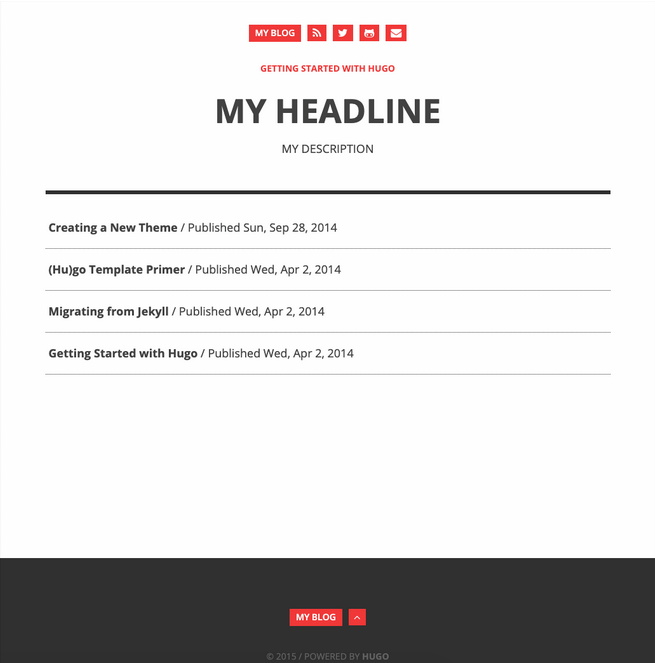 MY BLOG
GETTING STARTED WITH HUGO
MY HEADLINE
MY DESCRIPTION
Creating a New Theme / Published Sun, Sep 28, 2014
(Hu)go Template Primer / Published Wed, Apr 2, 2014
Migrating from Jekyll / Published Wed, Apr 2, 2014
Getting Started with Hugo / Published Wed, Apr 2, 2014
MY BLOG
© 2015 / POWERED BY HUGO